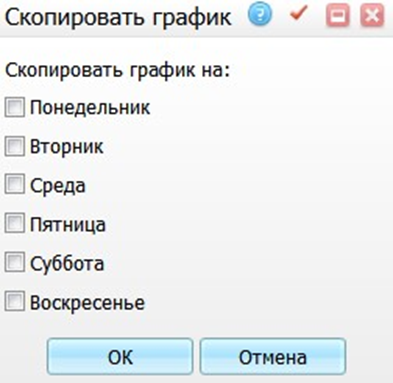 Скопировать график
Скопировать график на:
Понедельник
Вторник
Среда
Пятница
Суббота
Воскресенье
ОК
Отмена